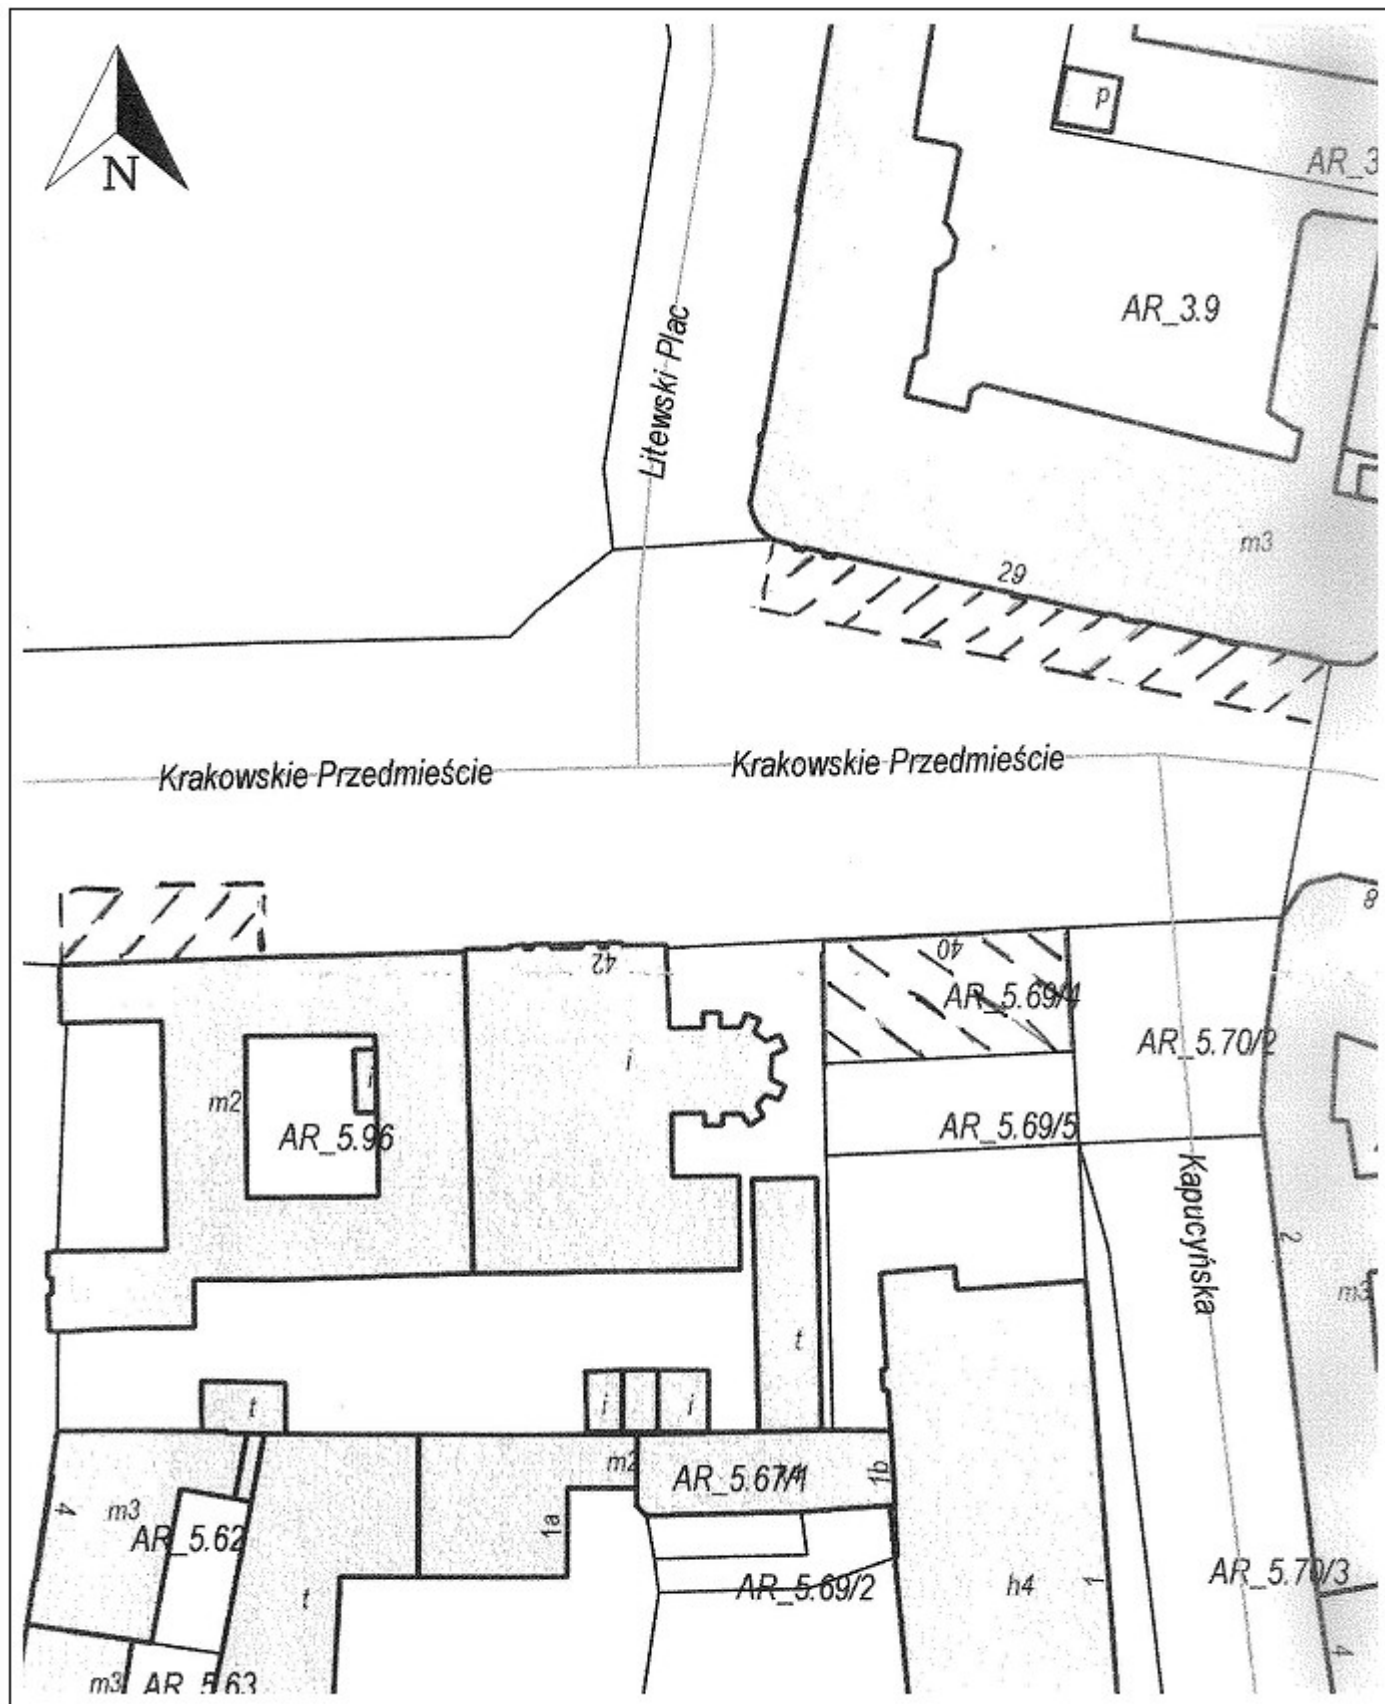 N
p
AR_3
AR_3.9
Litewski Plac
m3
29
Krakowskie Przedmieście
Krakowskie Przedmieście
8
42
40
AR_5.69/4
AR_5.70/2
i
i
m2
AR_5.96
AR_5.69/5
Kapucyńska
2
m3
t
t
i
i
m2
AR_5.67/1
1b
4
m3
AR_5.62
1a
t
AR_5.69/2
h4
1
AR_5.70/3
4
m3
AR_5.63